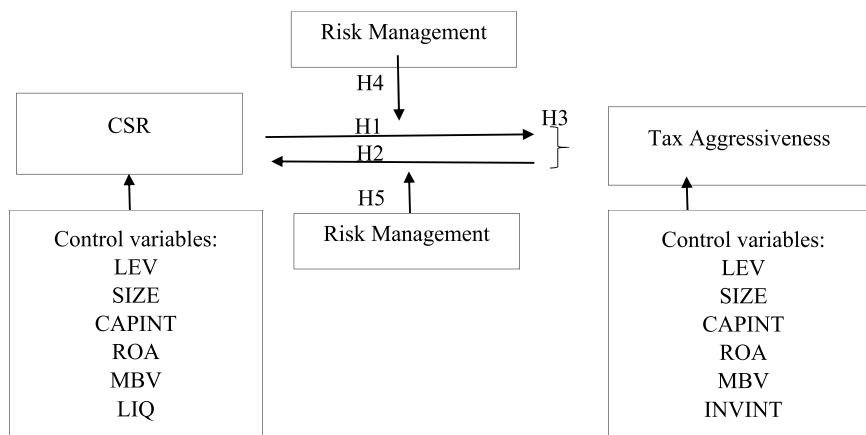 Risk Management
H4
CSR
H1
H3
H2
Tax Aggressiveness
H5
Risk Management
Control variables:
LEV
SIZE
CAPINT
ROA
MBV
LIQ
Control variables:
LEV
SIZE
CAPINT
ROA
MBV
INVINT